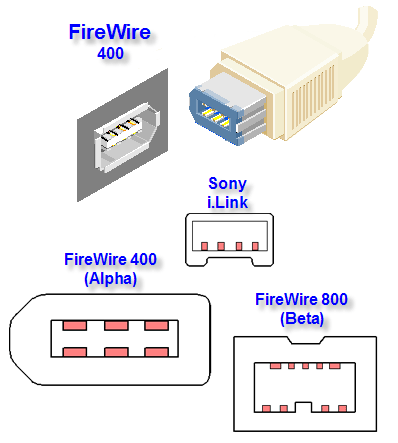 FireWire
400
Sony
i.Link
FireWire 400
(Alpha)
FireWire 800
(Beta)